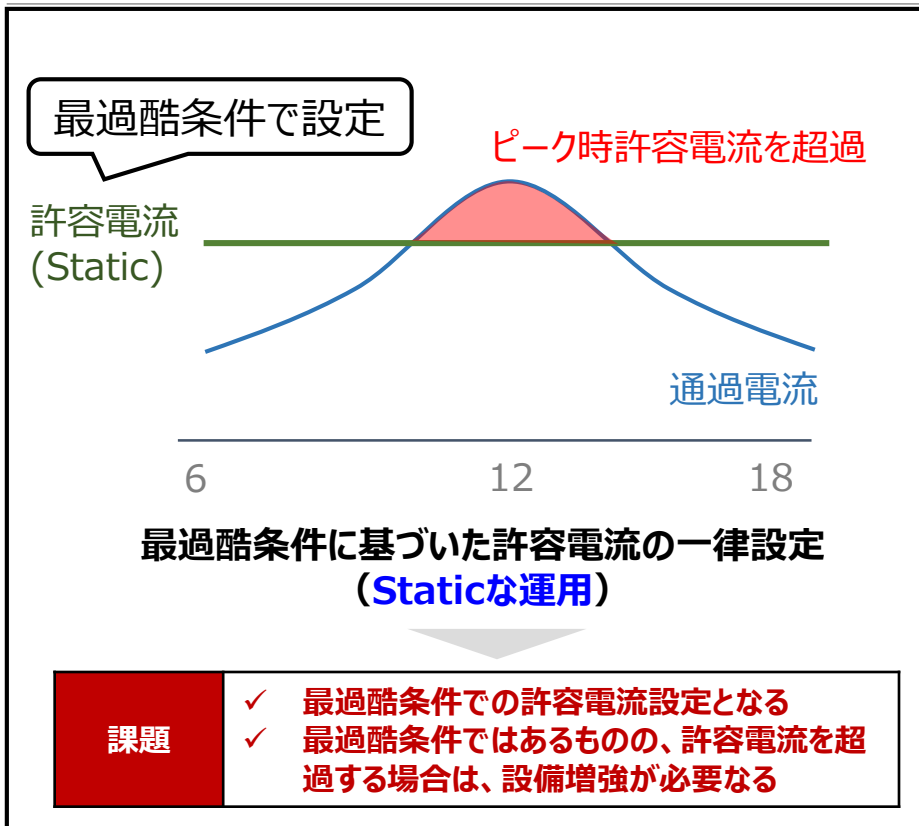 最過酷条件で設定
ピーク時許容電流を超過
許容電流
(Static)
通過電流
6 12 18
最過酷条件に基づいた許容電流の一律設定
（Staticな運用）
課題
✓ 最過酷条件での許容電流設定となる
✓ 最過酷条件ではあるものの、許容電流を超
過する場合は、設備増強が必要なる